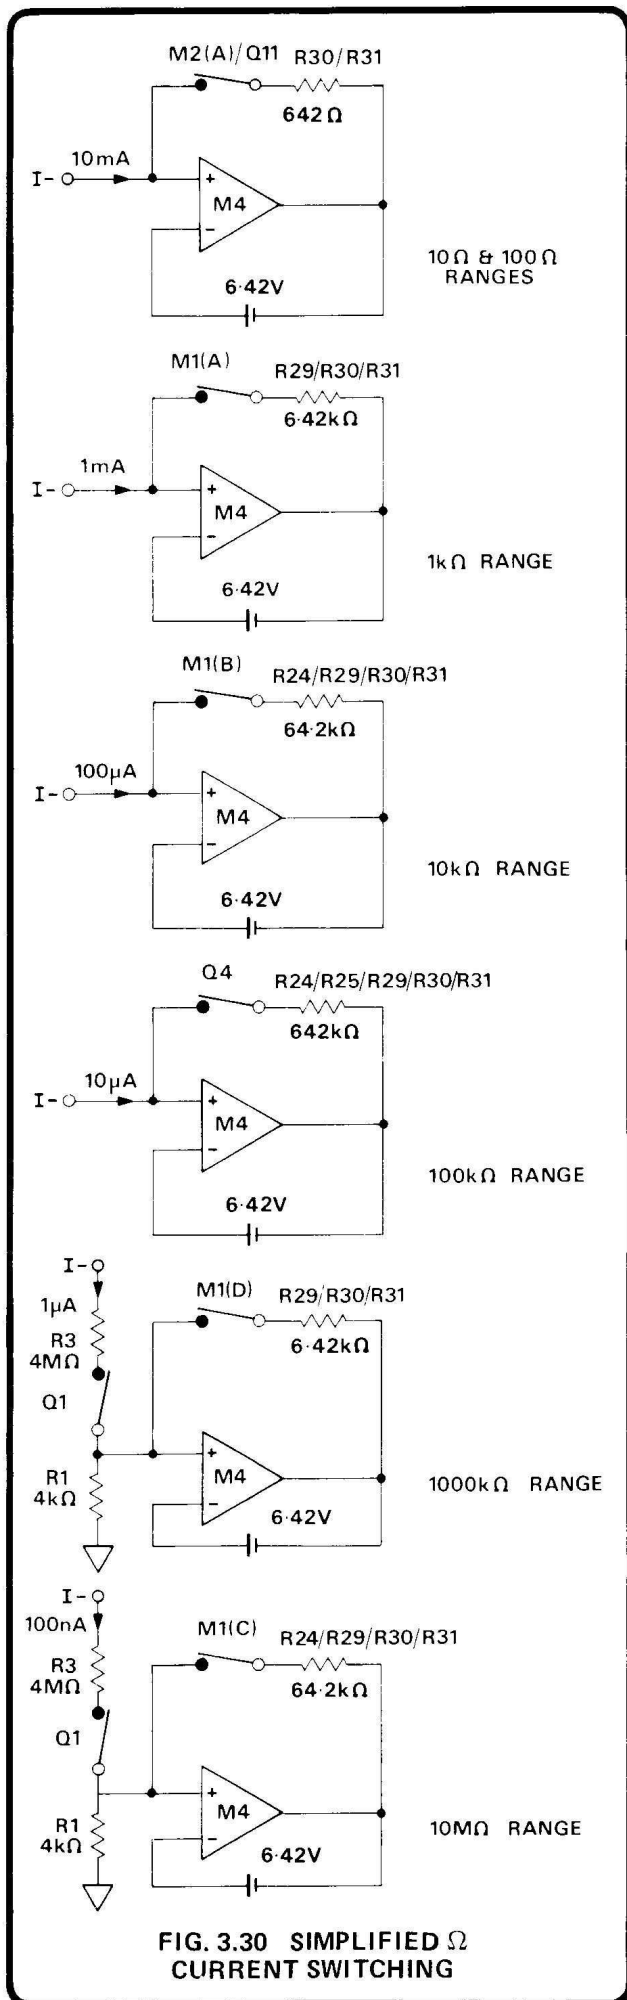 M2(A)/Q11 R30/R31
642Ω
10mA
I-
+
M4
-
6·42V
10Ω & 100Ω
RANGES
M1(A) R29/R30/R31
6·42kΩ
1mA
I-
+
M4
-
6·42V
1kΩ RANGE
M1(B) R24/R29/R30/R31
64·2kΩ
100µA
I-
+
M4
-
6·42V
10kΩ RANGE
Q4 R24/R25/R29/R30/R31
642kΩ
10µA
I-
+
M4
-
6·42V
100kΩ RANGE
I-
1µA
R3
4MΩ
Q1
R1
4kΩ
M1(D) R29/R30/R31
6·42kΩ
+
M4
-
6·42V
1000kΩ RANGE
I-
100nA
R3
4MΩ
Q1
R1
4kΩ
M1(C) R24/R29/R30/R31
64·2kΩ
+
M4
-
6·42V
10MΩ RANGE
FIG. 3.30 SIMPLIFIED Ω
CURRENT SWITCHING